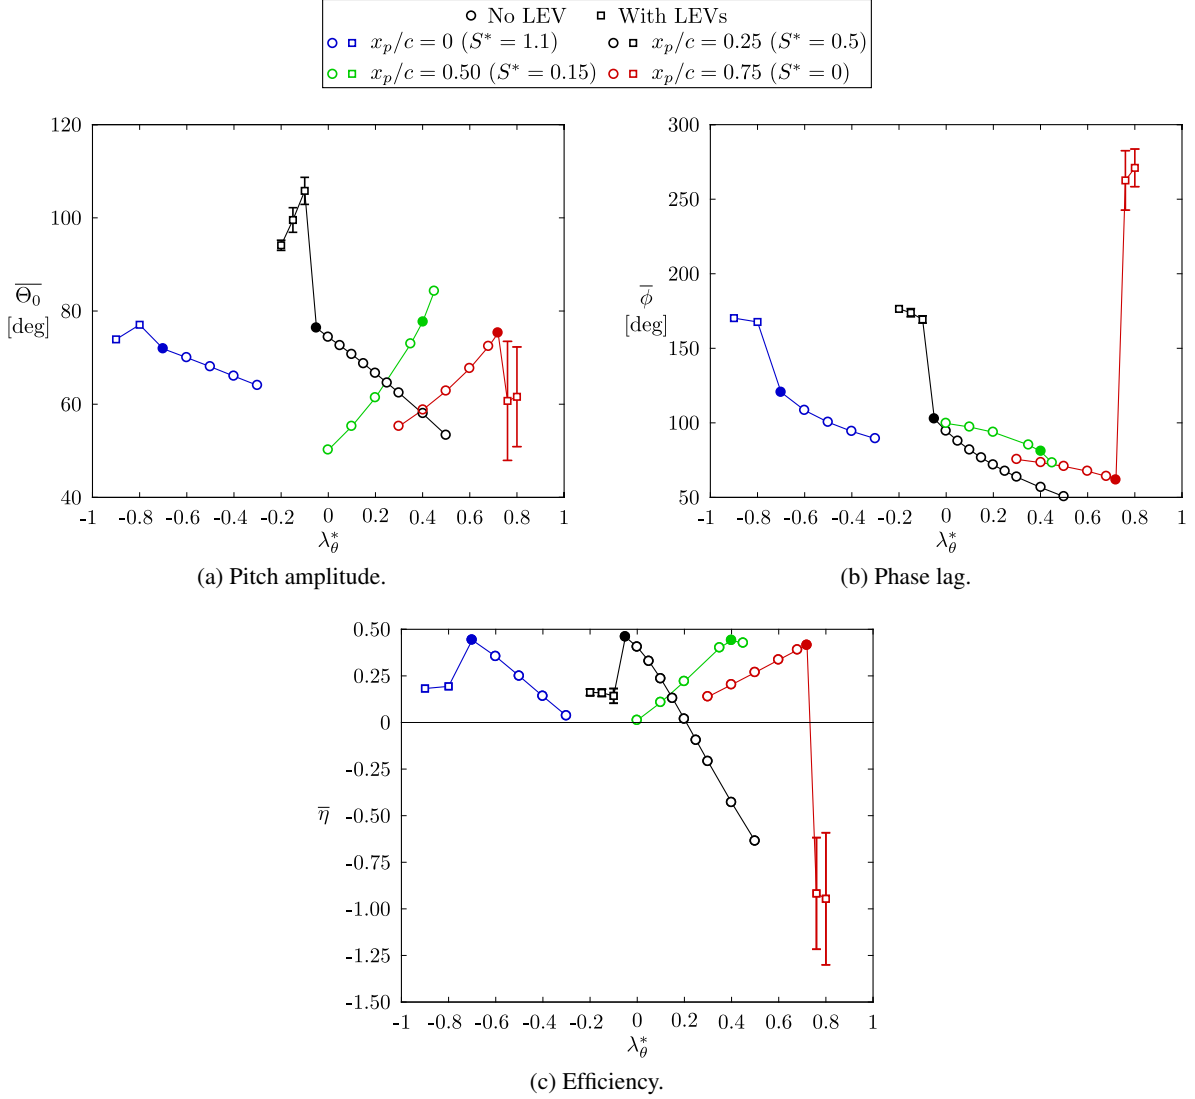 No LEV With LEVs
x_p/c = 0 (S* = 1.1) x_p/c = 0.25 (S* = 0.5)
x_p/c = 0.50 (S* = 0.15) x_p/c = 0.75 (S* = 0)
120
100
80
60
40
Θ₀
[deg]
-1 -0.8 -0.6 -0.4 -0.2 0 0.2 0.4 0.6 0.8 1
λ*_θ
(a) Pitch amplitude.
300
250
200
150
100
50
ϕ
[deg]
-1 -0.8 -0.6 -0.4 -0.2 0 0.2 0.4 0.6 0.8 1
λ*_θ
(b) Phase lag.
0.50
0.25
0
-0.25
-0.50
-0.75
-1.00
-1.25
-1.50
η
-1 -0.8 -0.6 -0.4 -0.2 0 0.2 0.4 0.6 0.8 1
λ*_θ
(c) Efficiency.